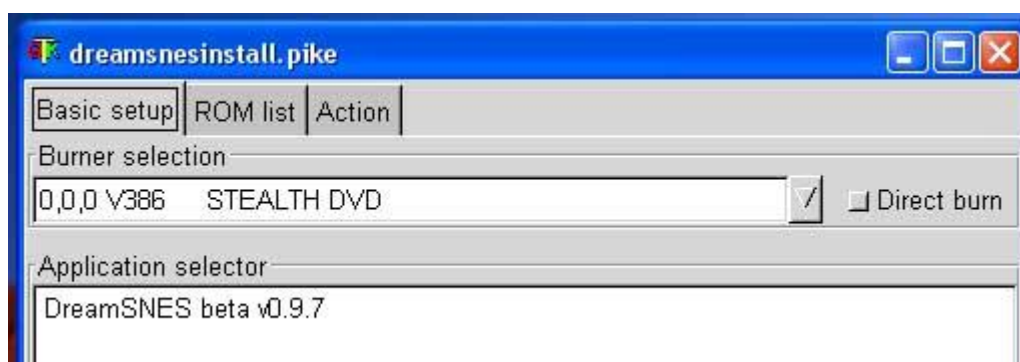 dreamsnesinstall.pike
Basic setup ROM list Action
Burner selection
0,0,0 V386 STEALTH DVD Direct burn
Application selector
DreamSNES beta v0.9.7